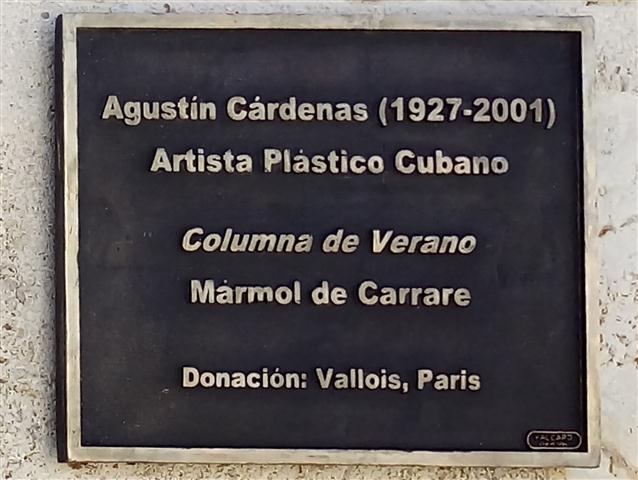 Agustín Cárdenas (1927-2001)
Artista Plástico Cubano
Columna de Verano
Mármol de Carrare
Donación: Vallois, Paris